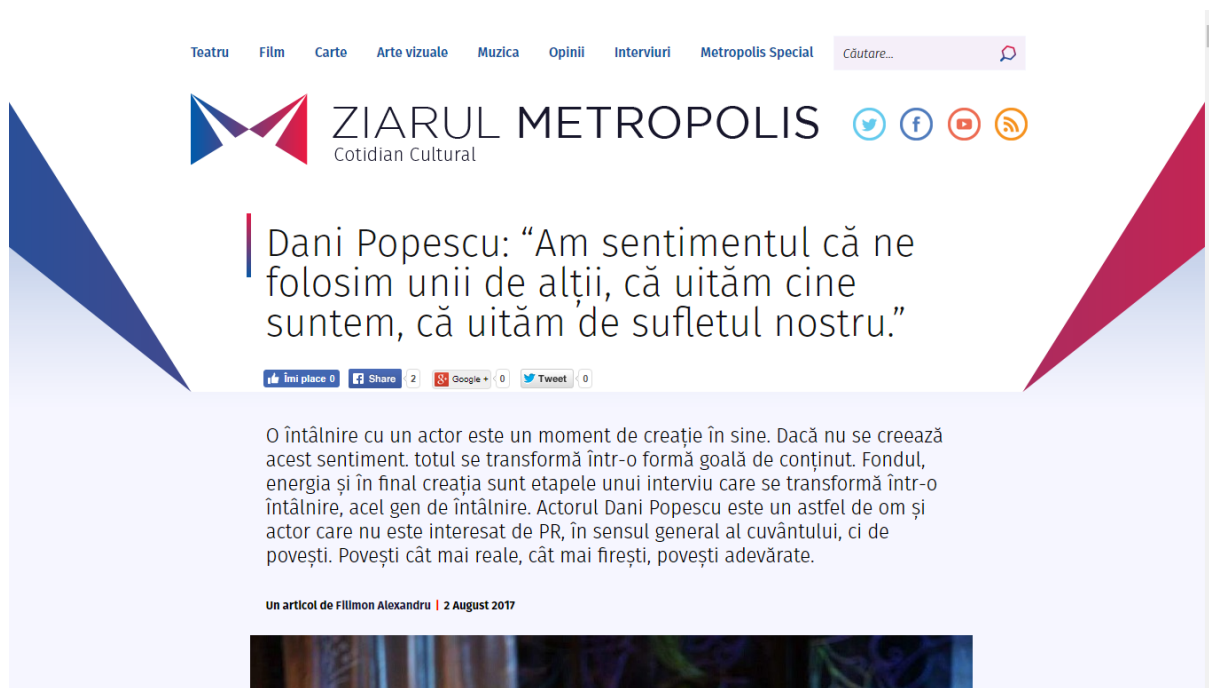 Teatru Film Carte Arte vizuale Muzica Opinii Interviuri Metropolis Special Căutare...
ZIARUL METROPOLIS
Cotidian Cultural
Dani Popescu: “Am sentimentul că ne
folosim unii de alții, că uităm cine
suntem, că uităm de sufletul nostru.”
Îmi place 0 Share 2 Google + 0 Tweet 0
O întâlnire cu un actor este un moment de creație în sine. Dacă nu se creează
acest sentiment. totul se transformă într-o formă goală de conținut. Fondul,
energia și în final creația sunt etapele unui interviu care se transformă într-o
întâlnire, acel gen de întâlnire. Actorul Dani Popescu este un astfel de om și
actor care nu este interesat de PR, în sensul general al cuvântului, ci de
povești. Povești cât mai reale, cât mai firești, povești adevărate.
Un articol de Filimon Alexandru | 2 August 2017